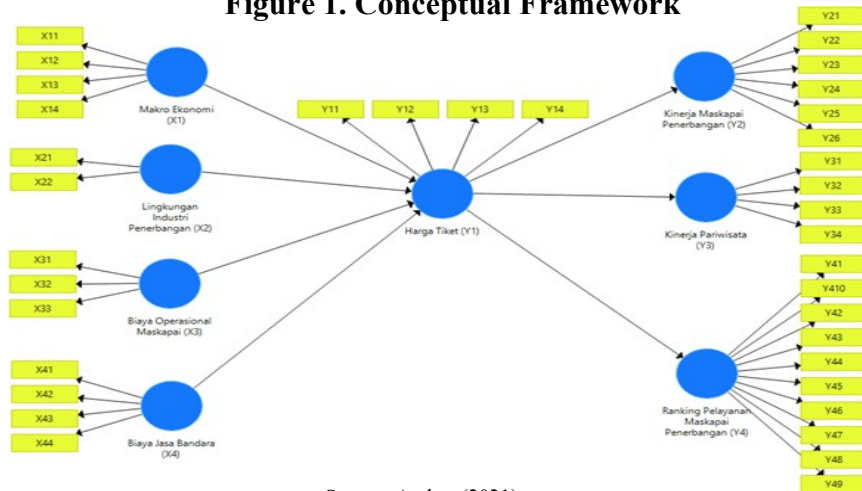 Figure 1. Conceptual Framework
X11
X12
X13
X14
Makro Ekonomi
(X1)
X21
X22
Lingkungan
Industri
Penerbangan (X2)
X31
X32
X33
Biaya Operasional
Maskapai (X3)
X41
X42
X43
X44
Biaya Jasa Bandara
(X4)
Y11
Y12
Y13
Y14
Harga Tiket (Y1)
Y21
Y22
Y23
Y24
Y25
Y26
Kinerja Maskapai
Penerbangan (Y2)
Y31
Y32
Y33
Y34
Kinerja Pariwisata
(Y3)
Y41
Y410
Y42
Y43
Y44
Y45
Y46
Y47
Y48
Y49
Ranking Pelayanan
Maskapai
Penerbangan (Y4)
(2021)